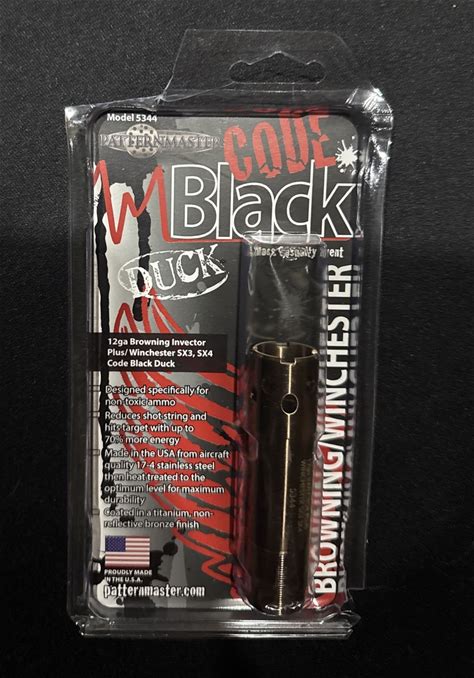 Model 5344
PATTERNMASTER
CODE
Black*
Mass Casualty Event
DUCK
12ga Browning Invector
Plus/ Winchester SX3, SX4
Code Black Duck
Designed specifically for
non-toxic ammo
Reduces shot-string and
hits target with up to
70% more energy
Made in the USA from aircraft
quality 17-4 stainless steel
then heat treated to the
optimum level for maximum
durability
Coated in a titanium, non-
reflective bronze finish
PROUDLY MADE
IN THE U.S.A.
patternmaster.com
BROWNING/WINCHESTER